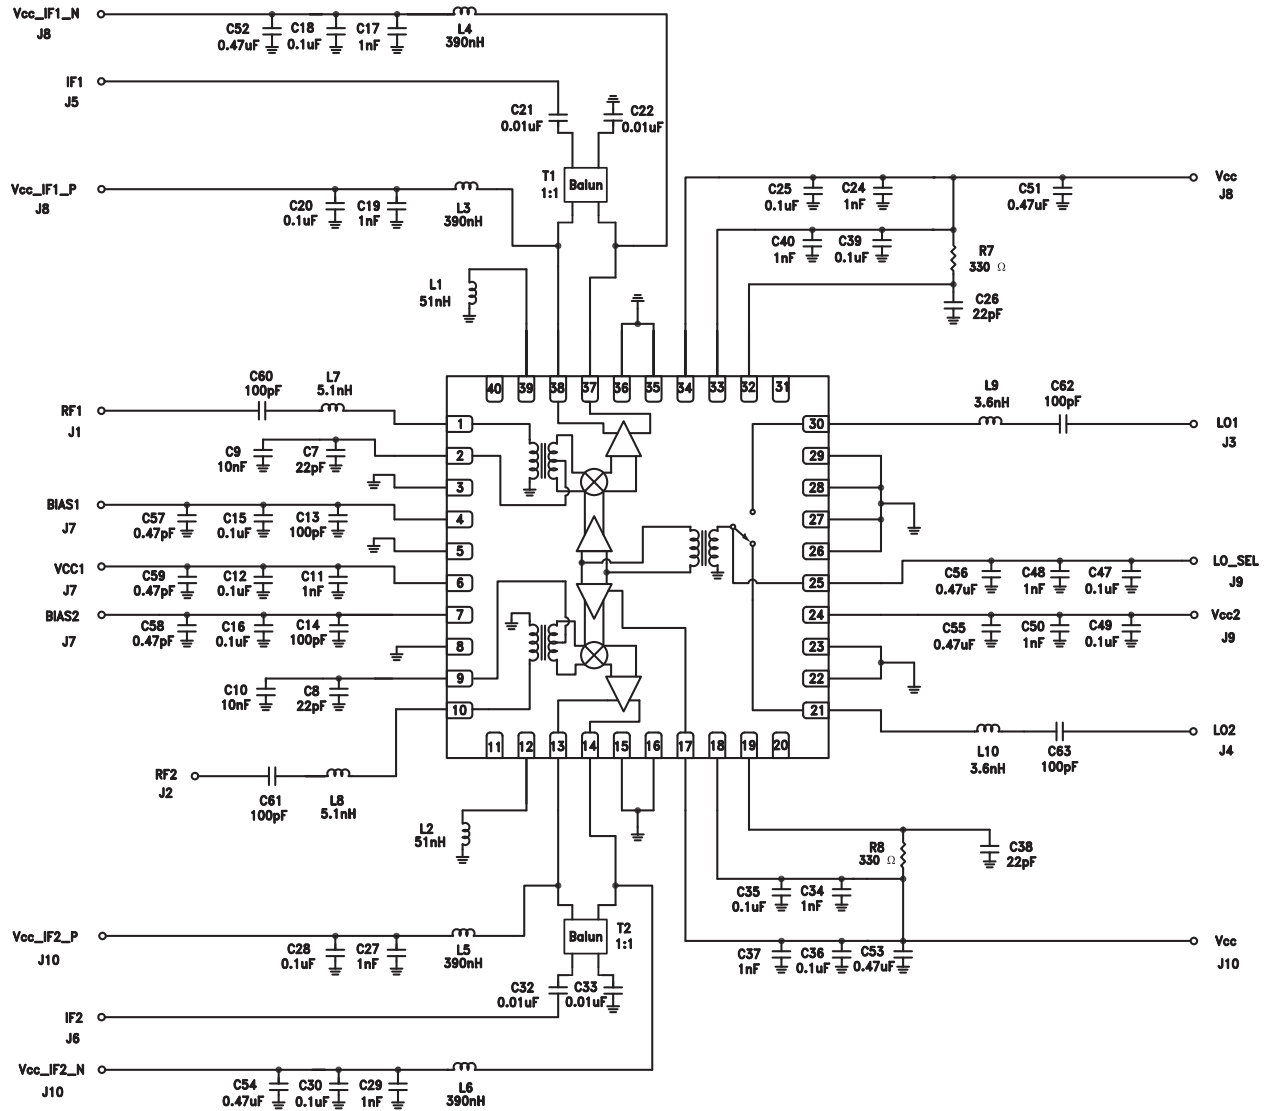 Vcc_IF1_N
J8
C52
0.47uF
C18
0.1uF
C17
1nF
L4
390nH
IF1
J5
C21
0.01uF
C22
0.01uF
T1
1:1
Balun
Vcc_IF1_P
J8
C20
0.1uF
C19
1nF
L3
390nH
C25
0.1uF
C24
1nF
C51
0.47uF
Vcc
J8
C40
1nF
C39
0.1uF
R7
330 Ω
C26
22pF
L1
51nH
40
39
38
37
36
35
34
33
32
31
C60
100pF
L7
5.1nH
RF1
J1
C9
10nF
C7
22pF
BIAS1
J7
C57
0.47pF
C15
0.1uF
C13
100pF
VCC1
J7
C59
0.47pF
C12
0.1uF
C11
1nF
BIAS2
J7
C58
0.47pF
C16
0.1uF
C14
100pF
C10
10nF
C8
22pF
RF2
J2
C61
100pF
L8
5.1nH
1
2
3
4
5
6
7
8
9
10
30
29
28
27
26
25
24
23
22
21
L9
3.6nH
C62
100pF
LO1
J3
LO_SEL
J9
C56
0.47uF
C48
1nF
C47
0.1uF
Vcc2
J9
C55
0.47uF
C50
1nF
C49
0.1uF
LO2
J4
L10
3.6nH
C63
100pF
11
12
13
14
15
16
17
18
19
20
L2
51nH
R8
330 Ω
C38
22pF
C35
0.1uF
C34
1nF
C37
1nF
C36
0.1uF
C53
0.47uF
Vcc
J10
Vcc_IF2_P
J10
C28
0.1uF
C27
1nF
L5
390nH
Balun
T2
1:1
C32
0.01uF
C33
0.01uF
IF2
J6
Vcc_IF2_N
J10
C54
0.47uF
C30
0.1uF
C29
1nF
L6
390nH